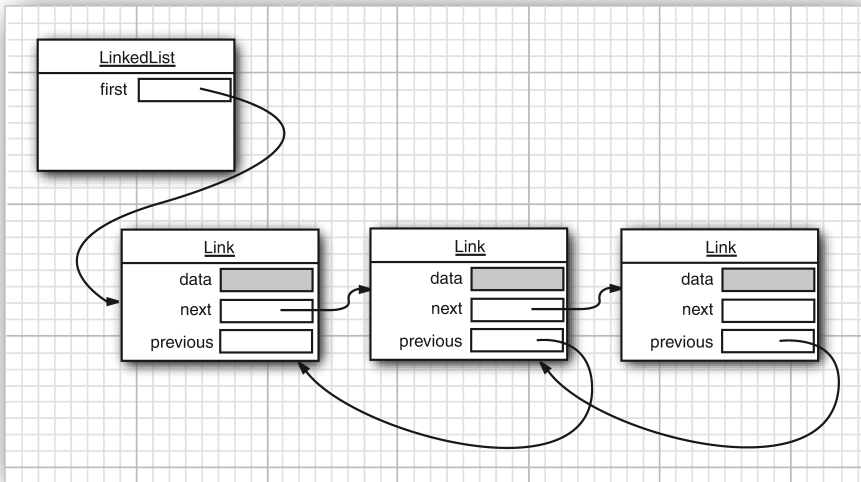 LinkedList
first
Link
data
next
previous
Link
data
next
previous
Link
data
next
previous